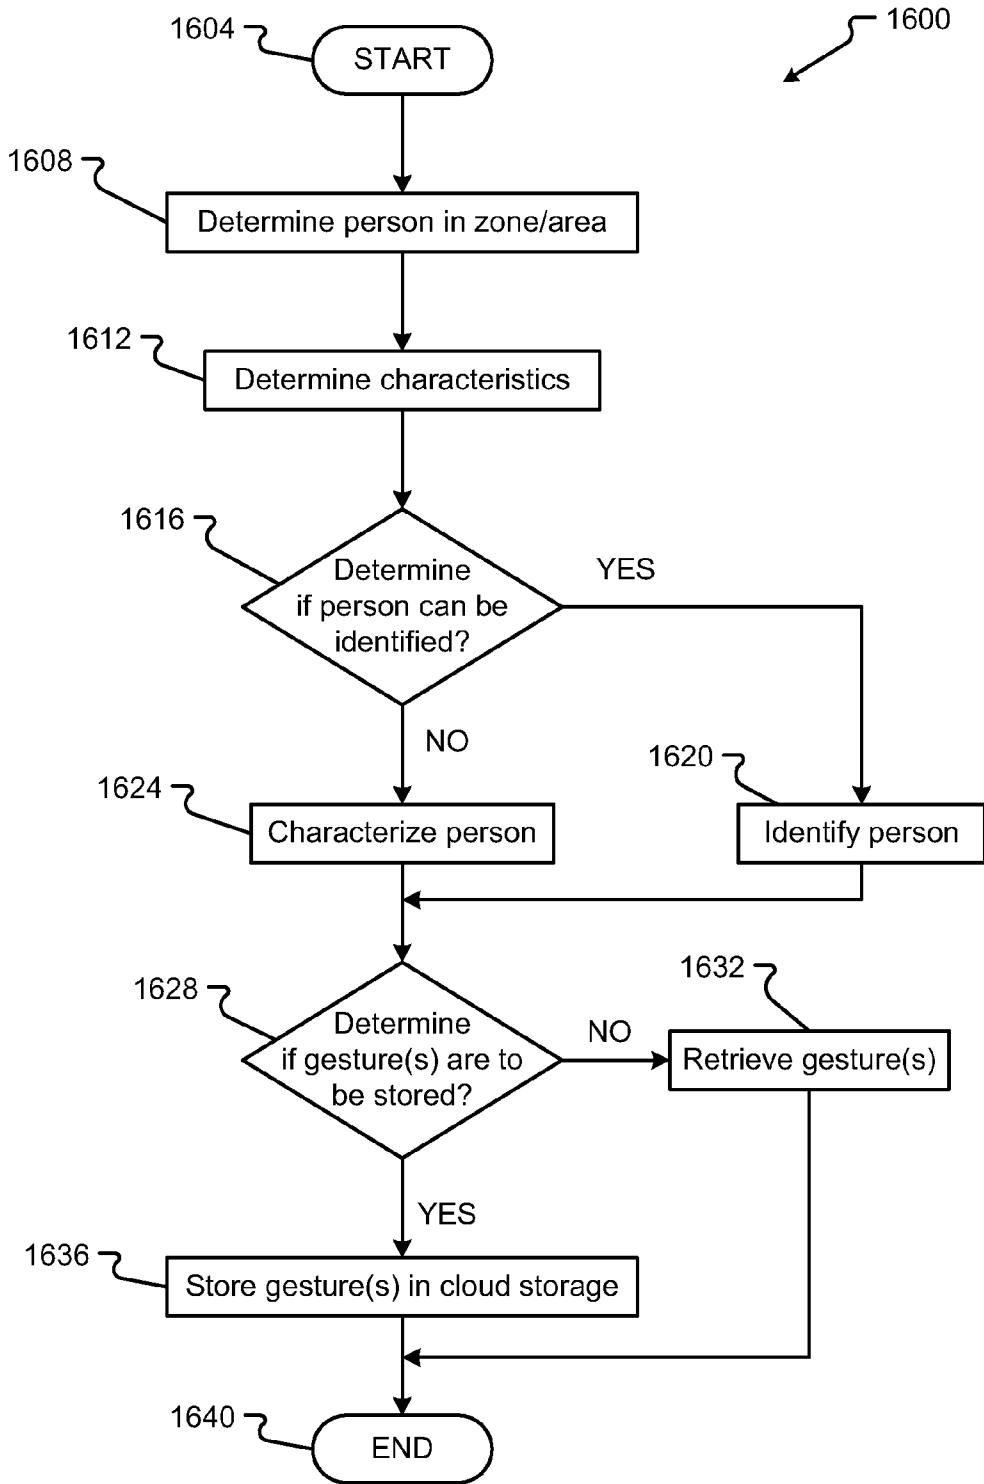 1600
1604
START
1608
Determine person in zone/area
1612
Determine characteristics
1616
Determine
if person can be
identified?
YES
NO
1620
1624
Characterize person
Identify person
1628
Determine
if gesture(s) are to
be stored?
NO
1632
Retrieve gesture(s)
YES
1636
Store gesture(s) in cloud storage
1640
END